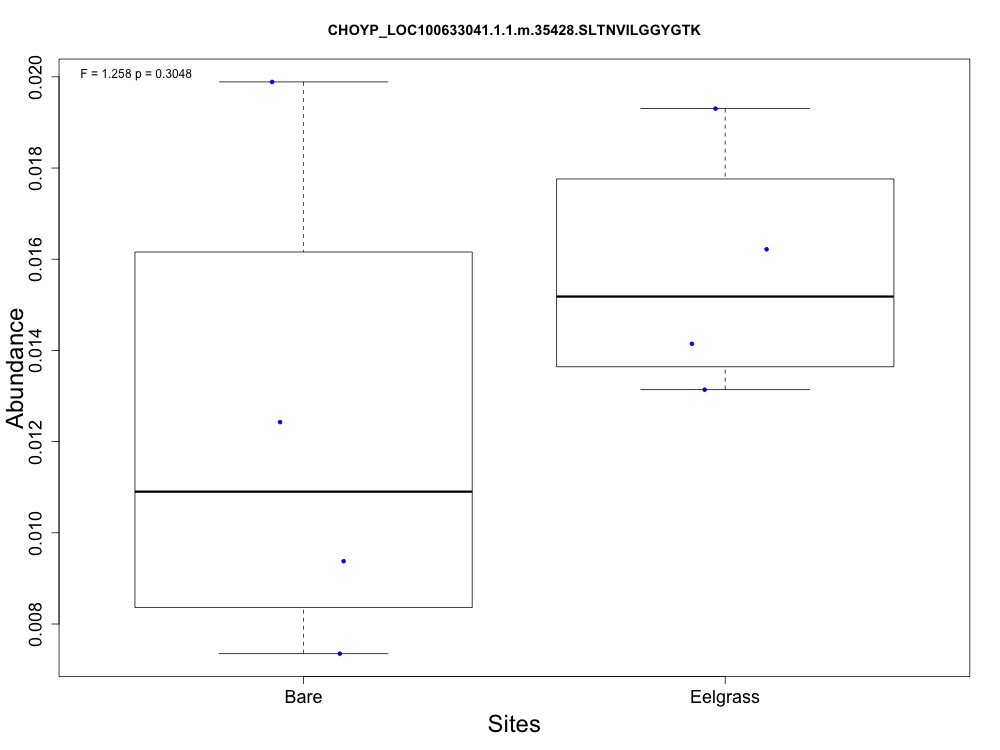 CHOYP_LOC100633041.1.1.m.35428.SLTNVILGGYGTK
F = 1.258 p = 0.3048
Abundance
0.020
0.018
0.016
0.014
0.012
0.010
0.008
Bare
Eelgrass
Sites